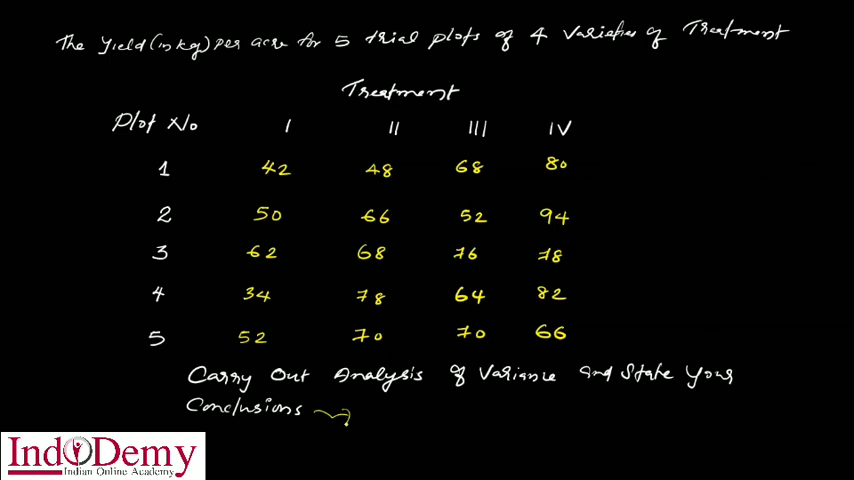 The Yield (in kg) per acre for 5 trial plots of 4 Varieties of Treatment
Treatment
Plot No I II III IV
1 42 48 68 80
2 50 66 52 94
3 62 68 76 78
4 34 78 64 82
5 52 70 70 66
Carry Out Analysis of Variance and State Your
Conclusions
IndoDemy
Indian Online Academy